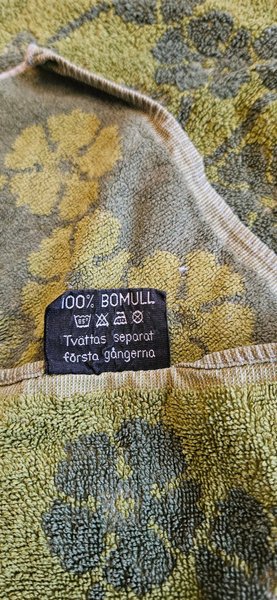 100% BOMULL
Tvättas separat
första gångerna